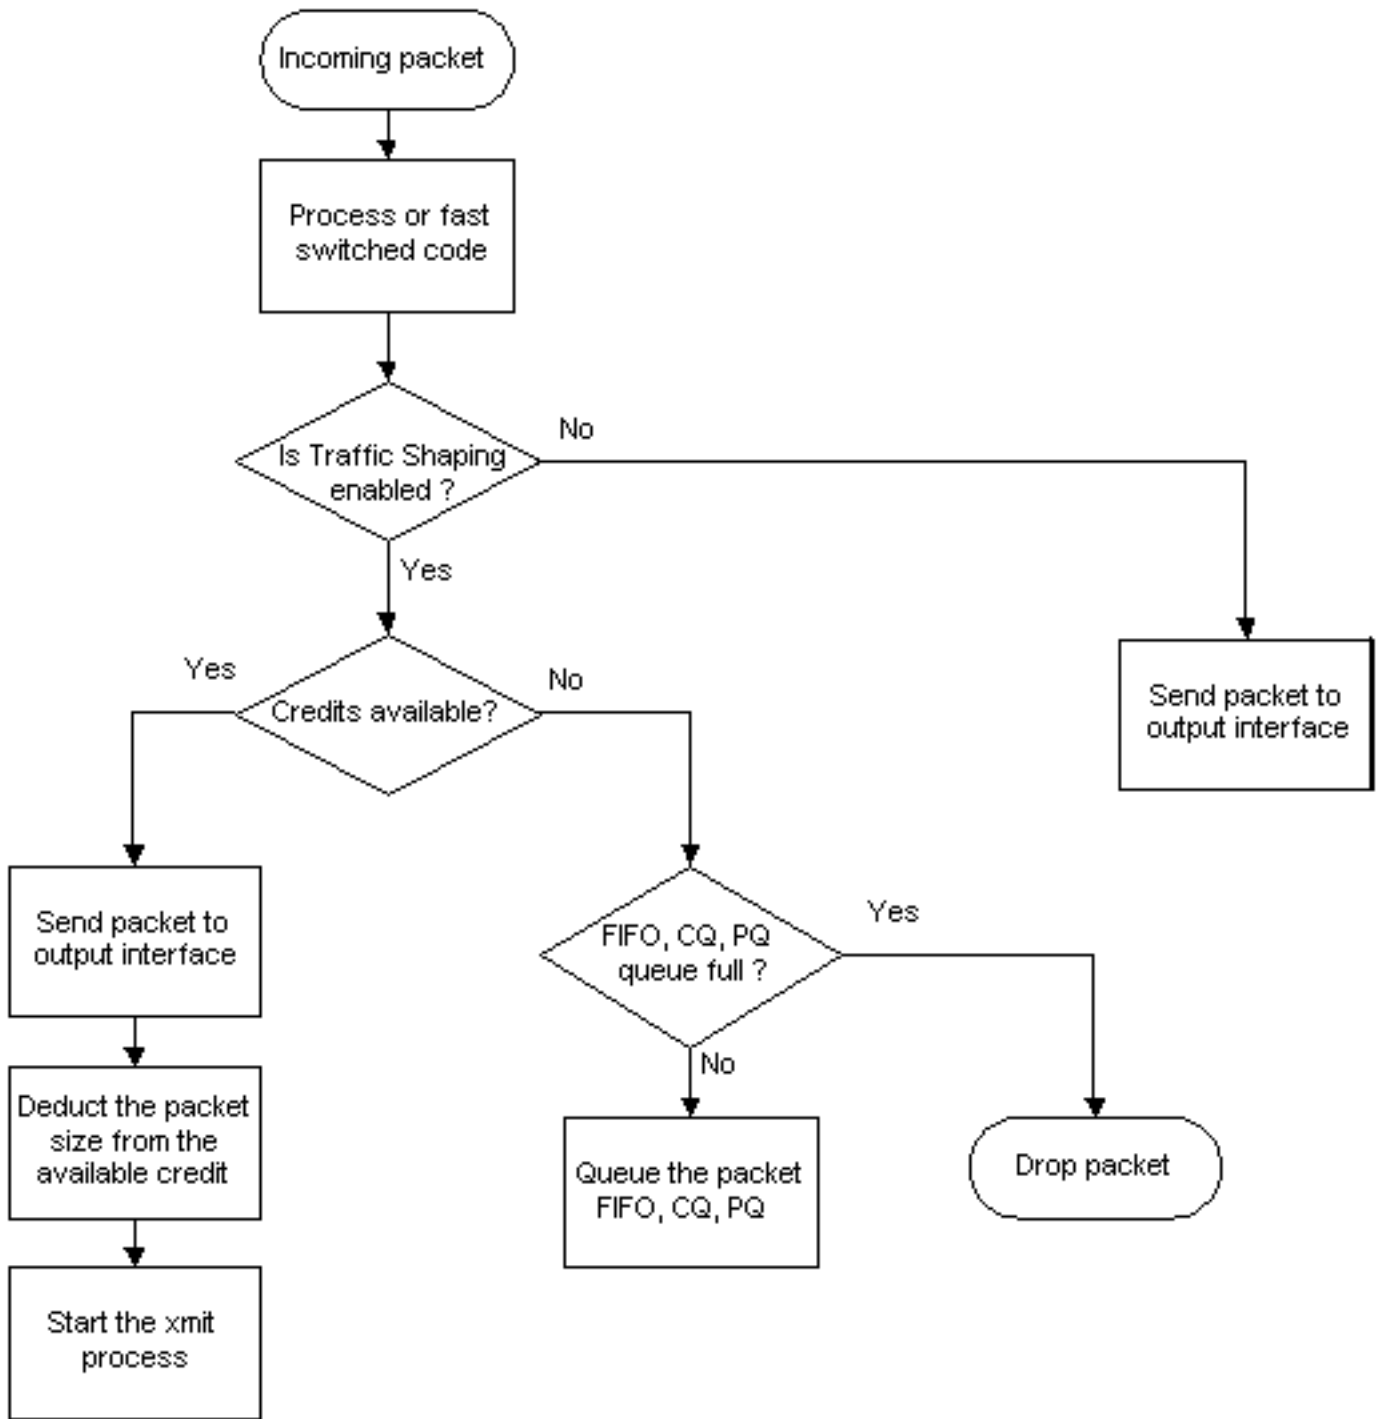 Incoming packet
Process or fast
switched code
No
Is Traffic Shaping
enabled ?
Yes
Yes
No
Credits available?
Send packet to
output interface
Send packet to
output interface
Yes
FIFO, CQ, PQ
queue full ?
No
Deduct the packet
size from the
available credit
Queue the packet
FIFO, CQ, PQ
Drop packet
Start the xmit
process